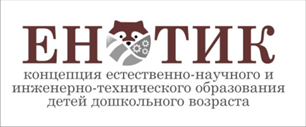 ЕНОТИК
концепция естественно-научного и
инженерно-технического образования
детей дошкольного возраста